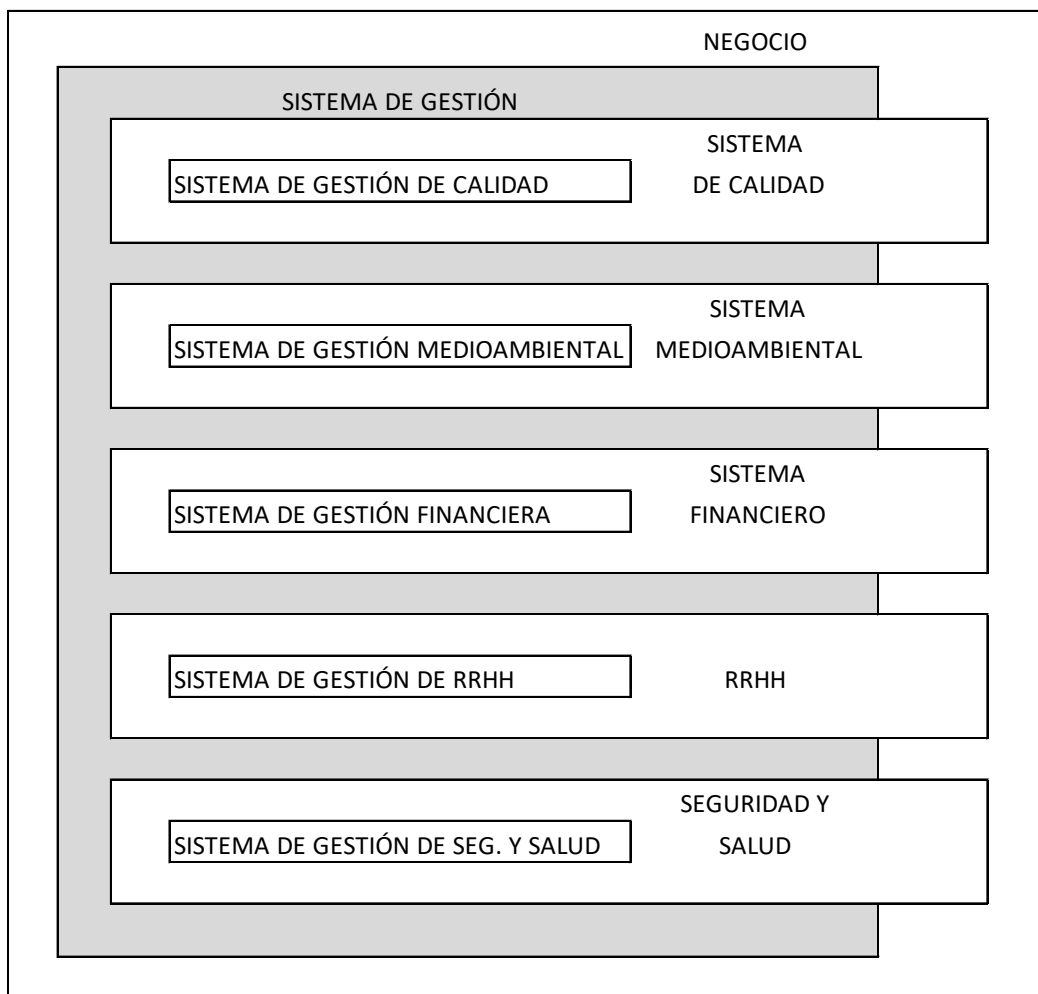 NEGOCIO
SISTEMA DE GESTIÓN
SISTEMA
SISTEMA DE GESTIÓN DE CALIDAD
DE CALIDAD
SISTEMA
SISTEMA DE GESTIÓN MEDIOAMBIENTAL
MEDIOAMBIENTAL
SISTEMA
SISTEMA DE GESTIÓN FINANCIERA
FINANCIERO
SISTEMA DE GESTIÓN DE RRHH
RRHH
SEGURIDAD Y
SISTEMA DE GESTIÓN DE SEG. Y SALUD
SALUD